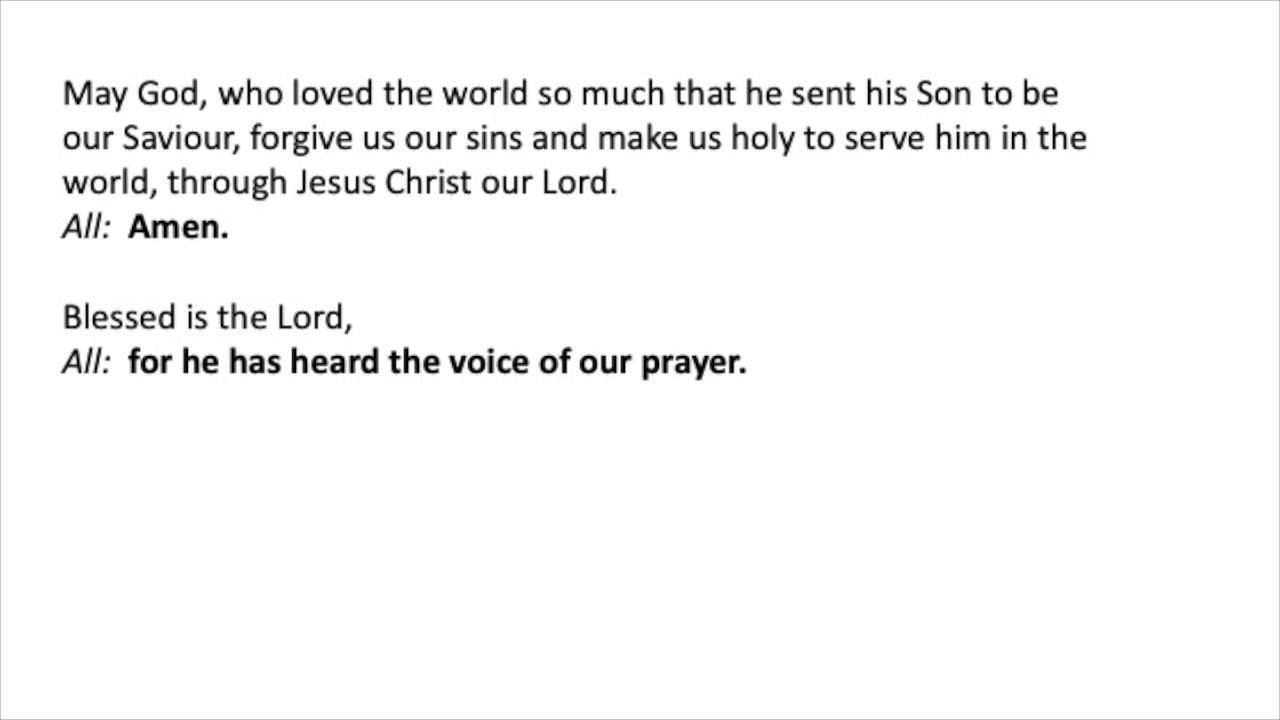 May God, who loved the world so much that he sent his Son to be
our Saviour, forgive us our sins and make us holy to serve him in the
world, through Jesus Christ our Lord.
All: Amen.
Blessed is the Lord,
All: for he has heard the voice of our prayer.